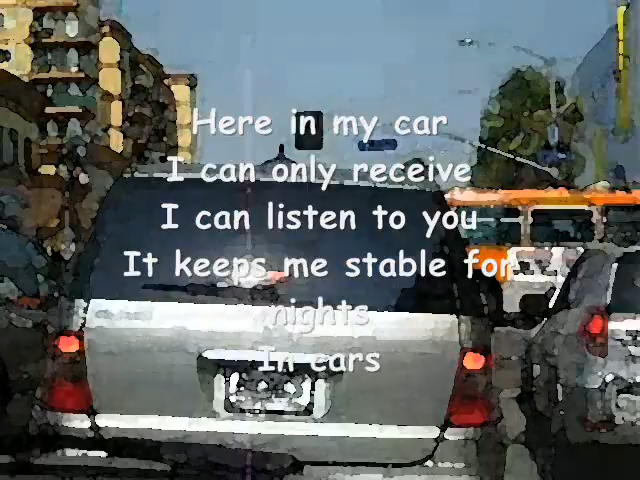 Here in my car
I can only receive
I can listen to you
It keeps me stable for
nights
In cars